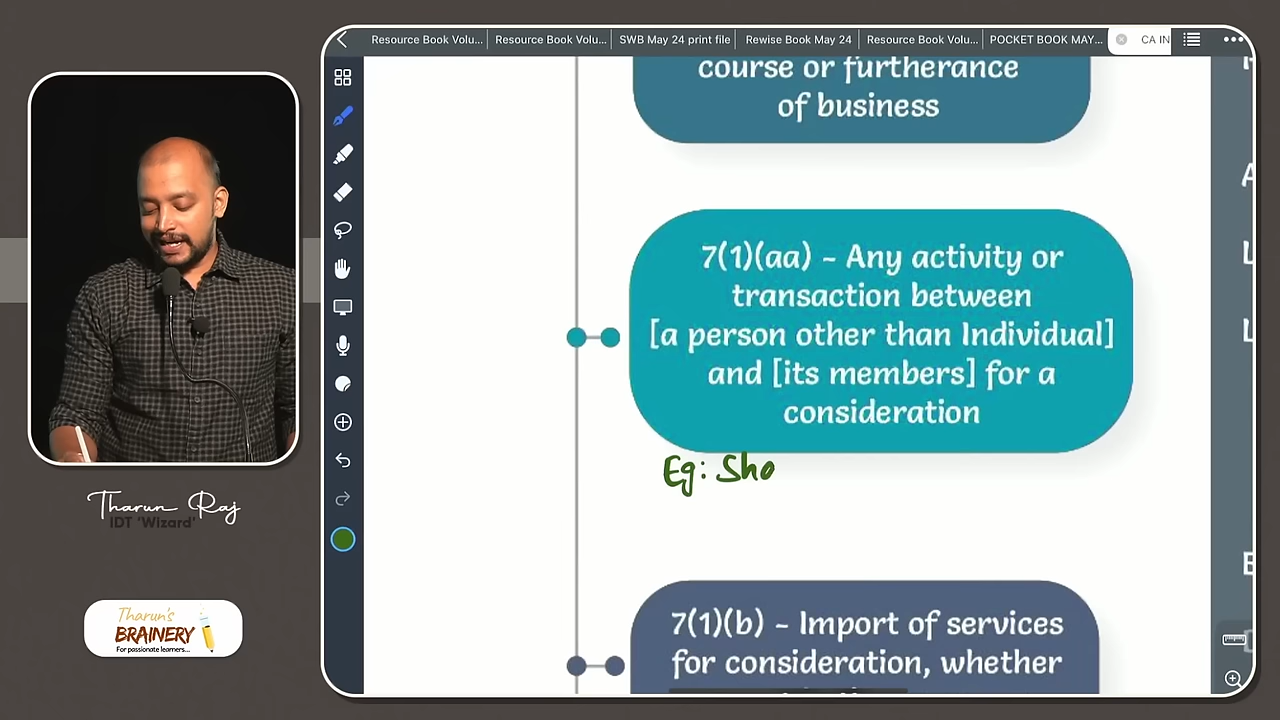 Resource Book Volu...
Resource Book Volu...
SWB May 24 print file
Rewise Book May 24
Resource Book Volu...
POCKET BOOK MAY...
CA IN
course or furtherance
of business
7(1)(aa) - Any activity or
transaction between
[a person other than Individual]
and [its members] for a
consideration
Eg: Sho
7(1)(b) - Import of services
for consideration, whether
Tharun Raj
IDT 'Wizard'
Tharun's
BRAINERY
For passionate learners...